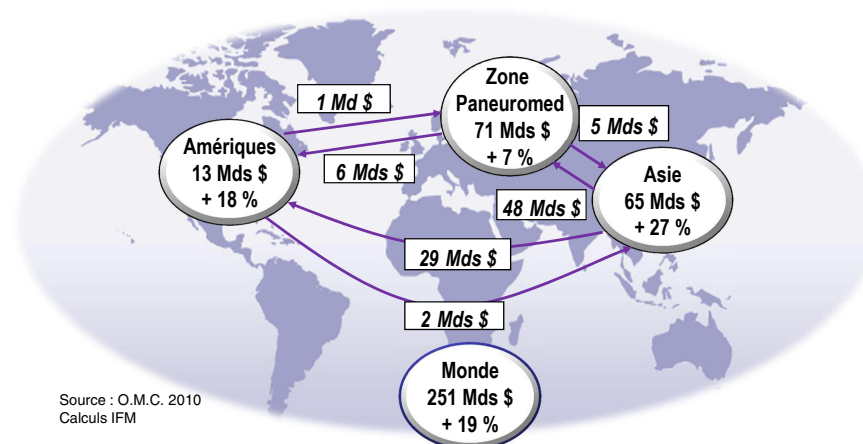 Zone
Paneuromed
71 Mds $
+ 7 %
1 Md $
5 Mds $
Amériques
13 Mds $
+ 18 %
6 Mds $
Asie
65 Mds $
+ 27 %
48 Mds $
29 Mds $
2 Mds $
Monde
251 Mds $
+ 19 %
Source : O.M.C. 2010
Calculs IFM